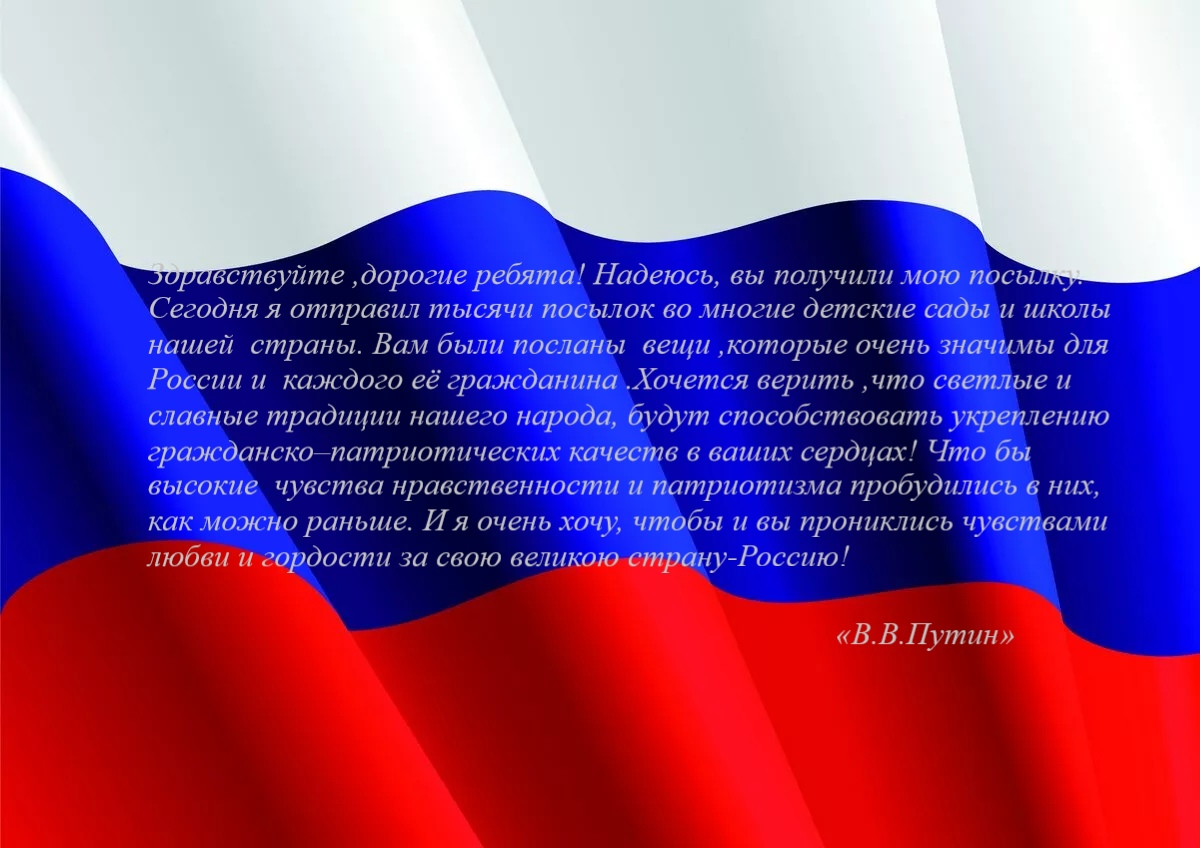 Здравствуйте ,дорогие ребята! Надеюсь, вы получили мою посылку.
Сегодня я отправил тысячи посылок во многие детские сады и школы
нашей  страны. Вам были посланы  вещи ,которые очень значимы для
России и  каждого её гражданина .Хочется верить ,что светлые и
славные традиции нашего народа, будут способствовать укреплению
гражданско–патриотических качеств в ваших сердцах! Что бы
высокие  чувства нравственности и патриотизма пробудились в них,
как можно раньше. И я очень хочу, чтобы и вы прониклись чувствами
любви и гордости за свою великою страну-Россию!
«В.В.Путин»